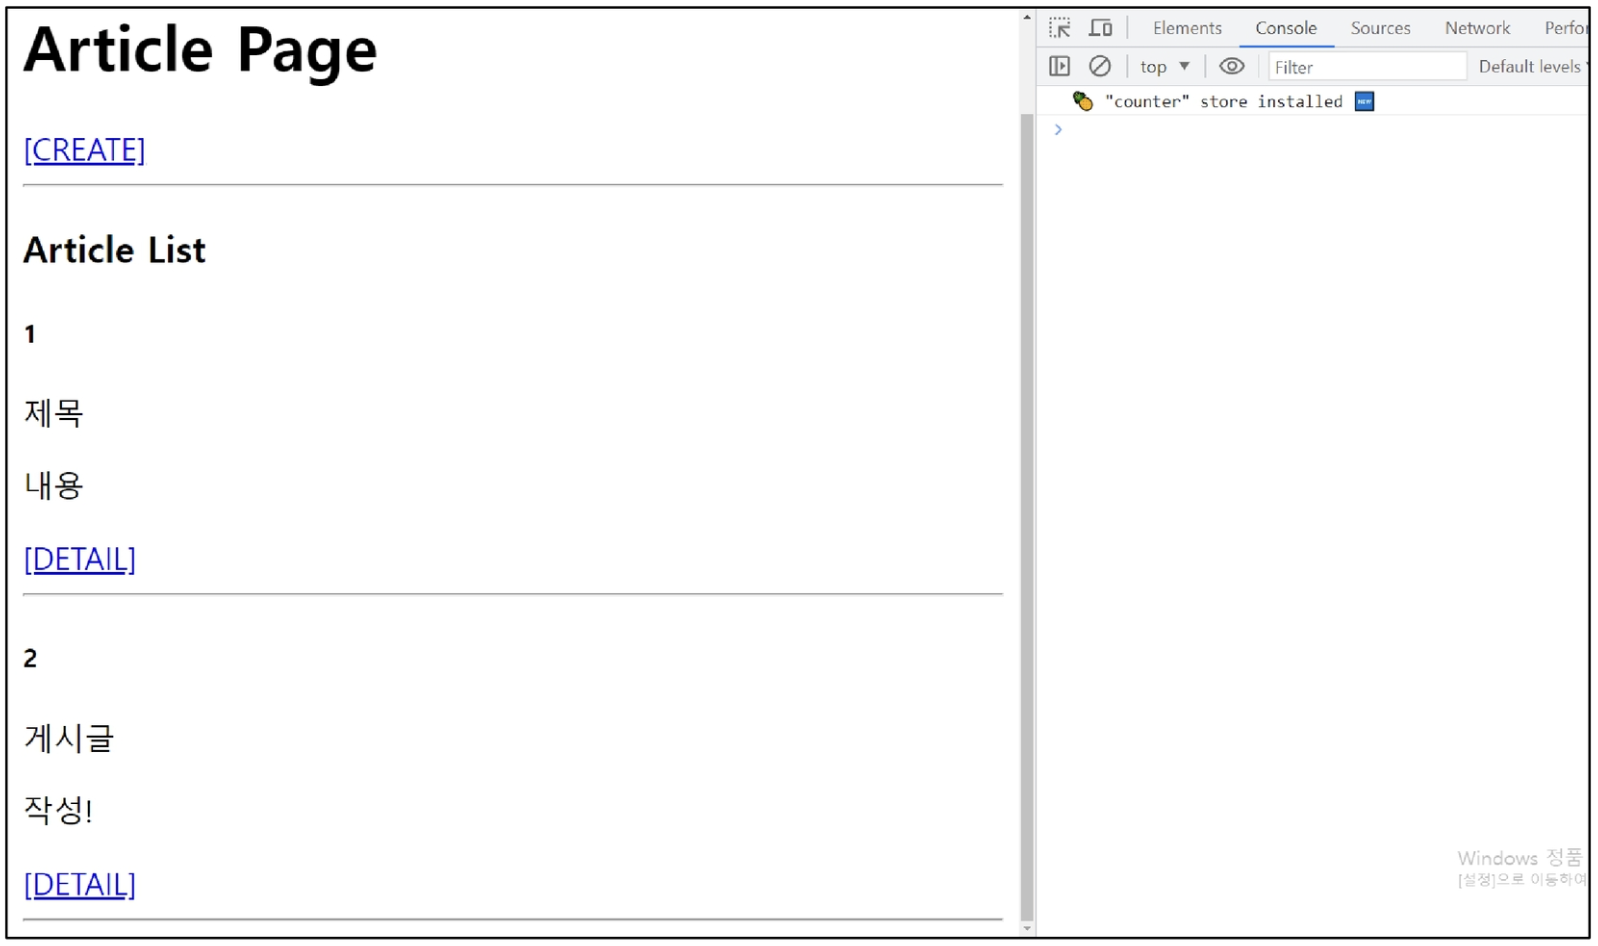 Article Page
[CREATE]
Article List
1
제목
내용
[DETAIL]
2
게시글
작성!
[DETAIL]
Elements Console Sources Network Perfor
top Filter Default levels
"counter" store installed NEW
Windows 정품
[설정]으로 이동하여